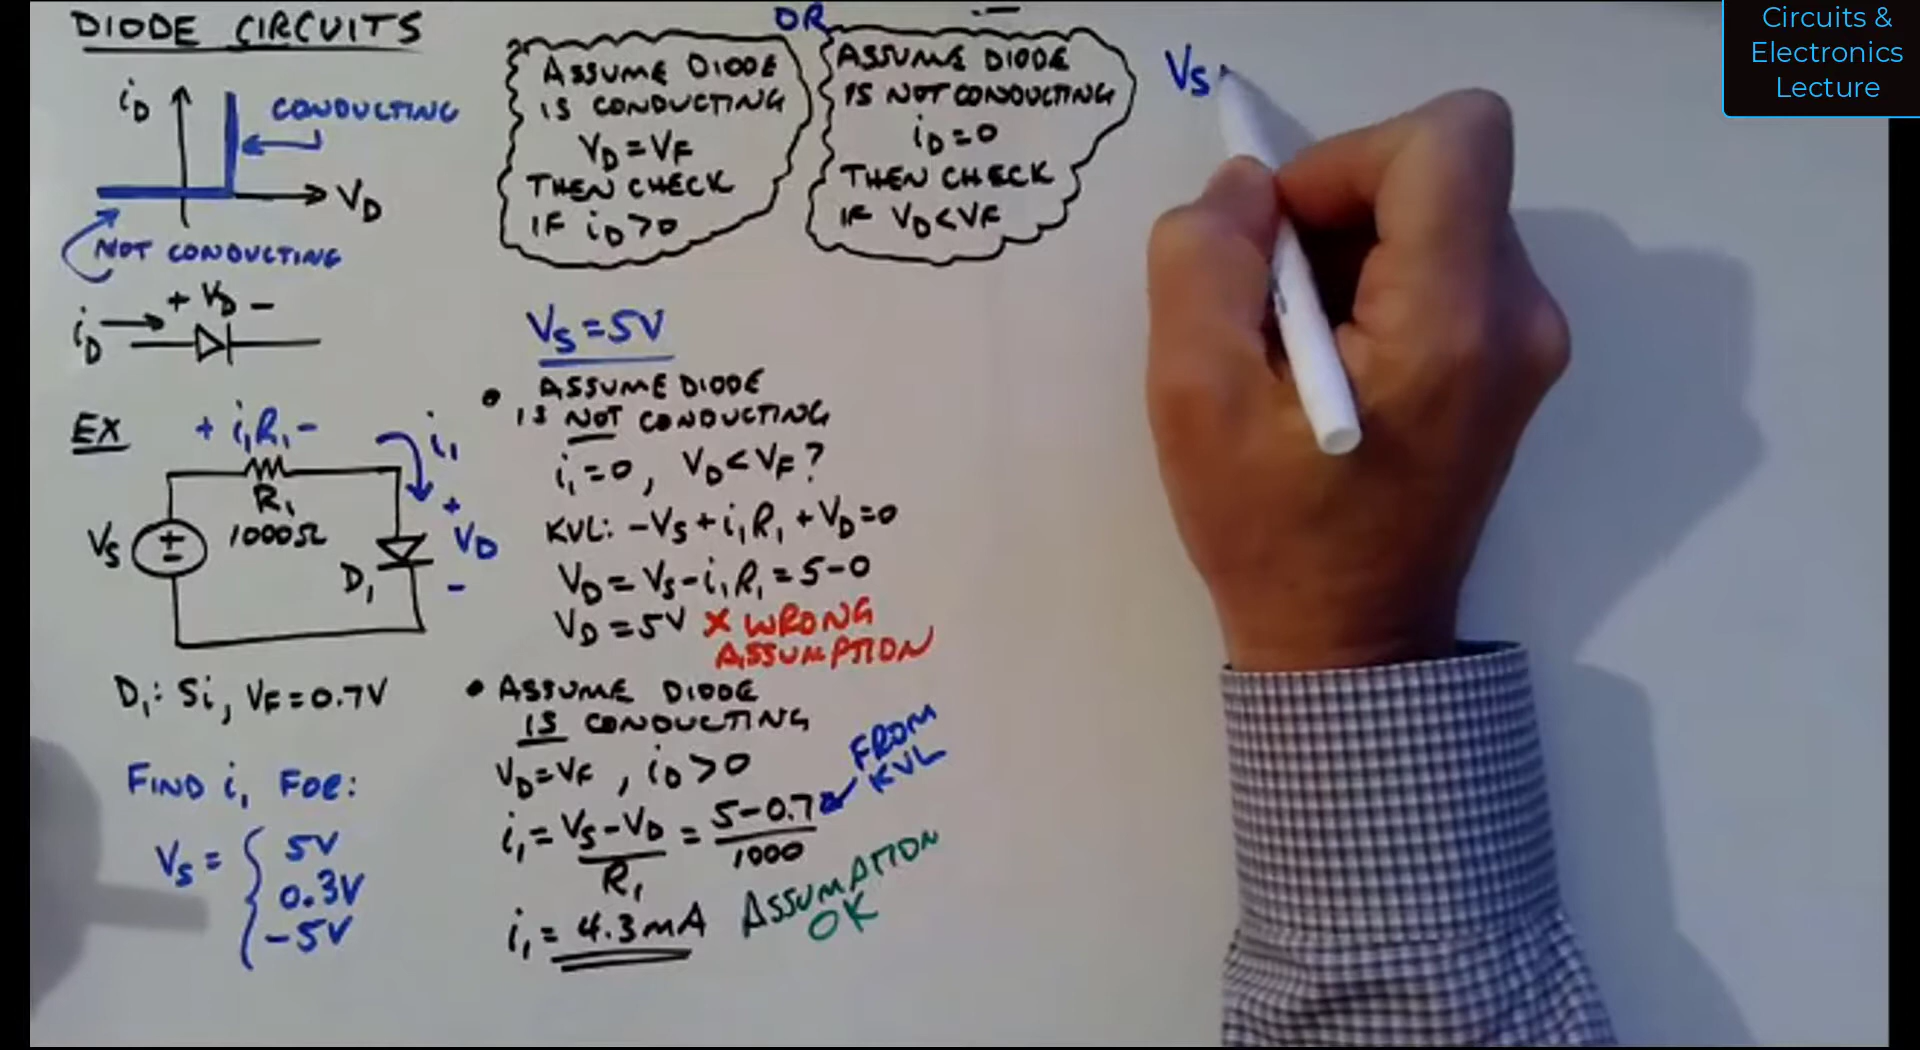 DIODE CIRCUITS
iD
CONDUCTING
VD
NOT CONDUCTING
+ VD -
iD
OR
ASSUME DIODE
IS CONDUCTING
VD = VF
THEN CHECK
IF iD > 0
ASSUME DIODE
IS NOT CONDUCTING
iD = 0
THEN CHECK
IF VD < VF
VS
Circuits &
Electronics
Lecture
EX
+ i1R1 -
i1
R1
1000Ω
VS
+
-
D1
+
VD
-
D1: Si, VF = 0.7V
FIND i1 FOR:
VS = { 5V
0.3V
-5V
VS = 5V
• ASSUME DIODE
IS NOT CONDUCTING
i1 = 0, VD < VF?
KVL: -VS + i1R1 + VD = 0
VD = VS - i1R1 = 5 - 0
VD = 5V X WRONG
ASSUMPTION
• ASSUME DIODE
IS CONDUCTING
VD = VF, iD > 0
i1 = VS - VD / R1 = 5 - 0.7 / 1000
FROM
KVL
i1 = 4.3mA
ASSUMPTION
OK